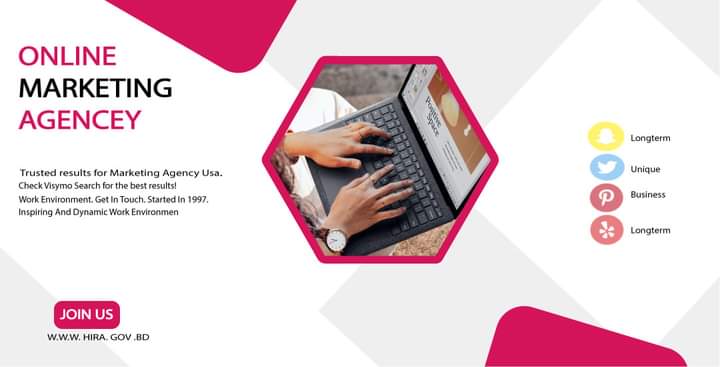 ONLINE
MARKETING
AGENCEY
Trusted results for Marketing Agency Usa.
Check Visymo Search for the best results!
Work Environment. Get In Touch. Started In 1997.
Inspiring And Dynamic Work Environmen
JOIN US
W.W.W. HIRA. GOV .BD
Positive
Space
Longterm
Unique
Business
Longterm